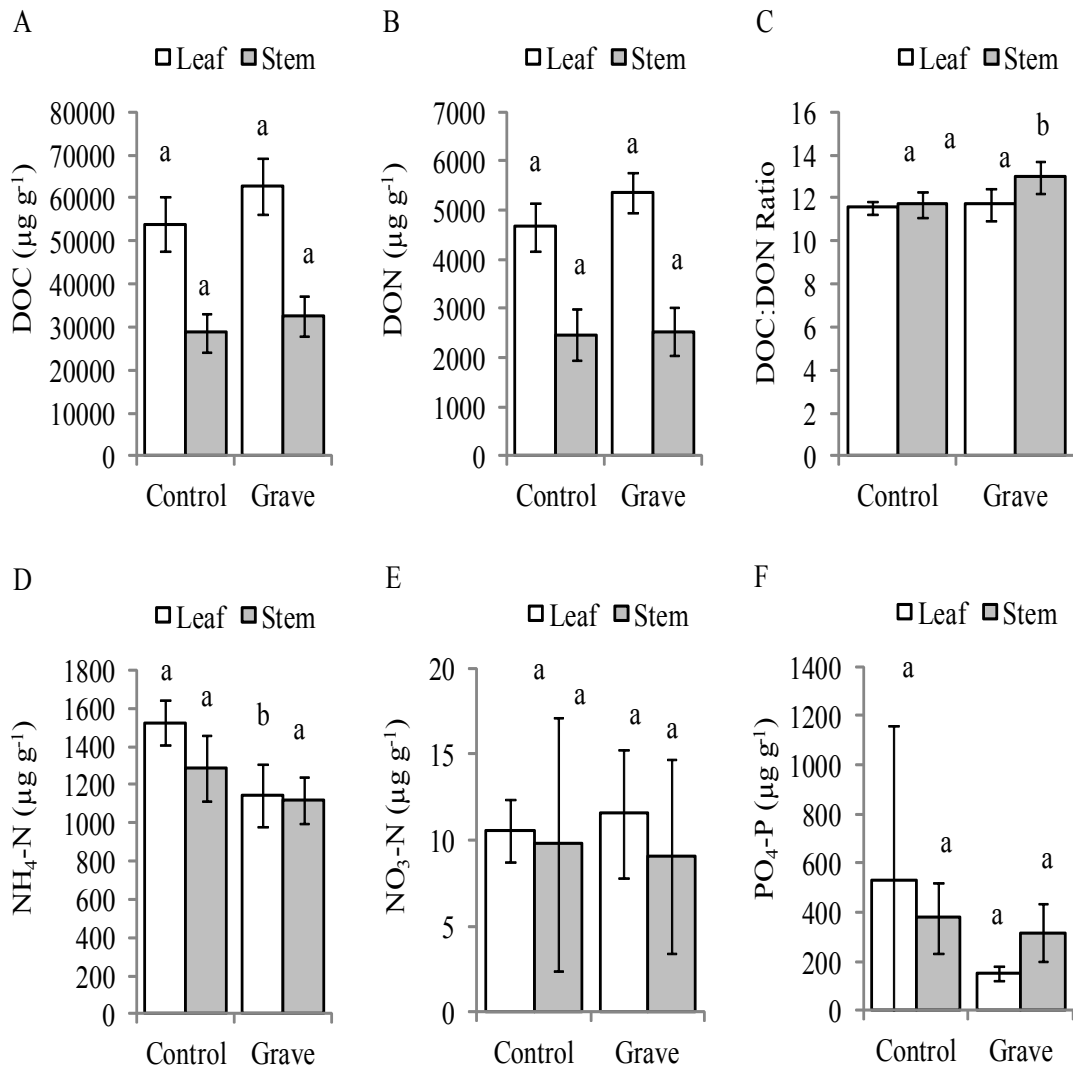 A
Leaf Stem
DOC (µg g-1)
80000
70000
60000
50000
40000
30000
20000
10000
0
a
a
a
a
Control Grave
B
Leaf Stem
DON (µg g-1)
7000
6000
5000
4000
3000
2000
1000
0
a
a
a
a
Control Grave
C
Leaf Stem
DOC:DON Ratio
16
14
12
10
8
6
4
2
0
a a a b
Control Grave
D
Leaf Stem
NH4-N (µg g-1)
1800
1600
1400
1200
1000
800
600
400
200
0
a
a
b
a
Control Grave
E
Leaf Stem
NO3-N (µg g-1)
20
15
10
5
0
a
a
a
a
Control Grave
F
Leaf Stem
PO4-P (µg g-1)
1400
1200
1000
800
600
400
200
0
a
a
a
a
Control Grave